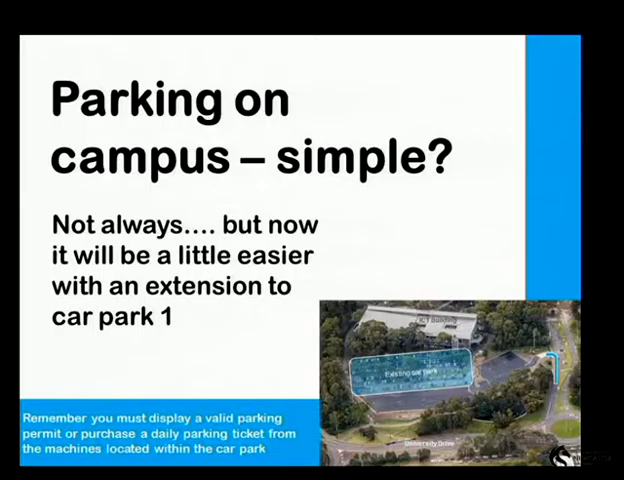 Parking on
campus – simple?
Not always.... but now
it will be a little easier
with an extension to
car park 1
ICT Building
Existing car park
University Drive
Remember you must display a valid parking
permit or purchase a daily parking ticket from
the machines located within the car park